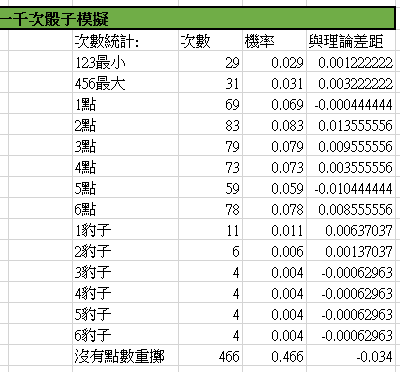 一千次骰子模擬
次數統計: 次數 機率 與理論差距
123最小 29 0.029 0.001222222
456最大 31 0.031 0.003222222
1點 69 0.069 -0.000444444
2點 83 0.083 0.013555556
3點 79 0.079 0.009555556
4點 73 0.073 0.003555556
5點 59 0.059 -0.010444444
6點 78 0.078 0.008555556
1豹子 11 0.011 0.00637037
2豹子 6 0.006 0.00137037
3豹子 4 0.004 -0.00062963
4豹子 4 0.004 -0.00062963
5豹子 4 0.004 -0.00062963
6豹子 4 0.004 -0.00062963
沒有點數重擲 466 0.466 -0.034